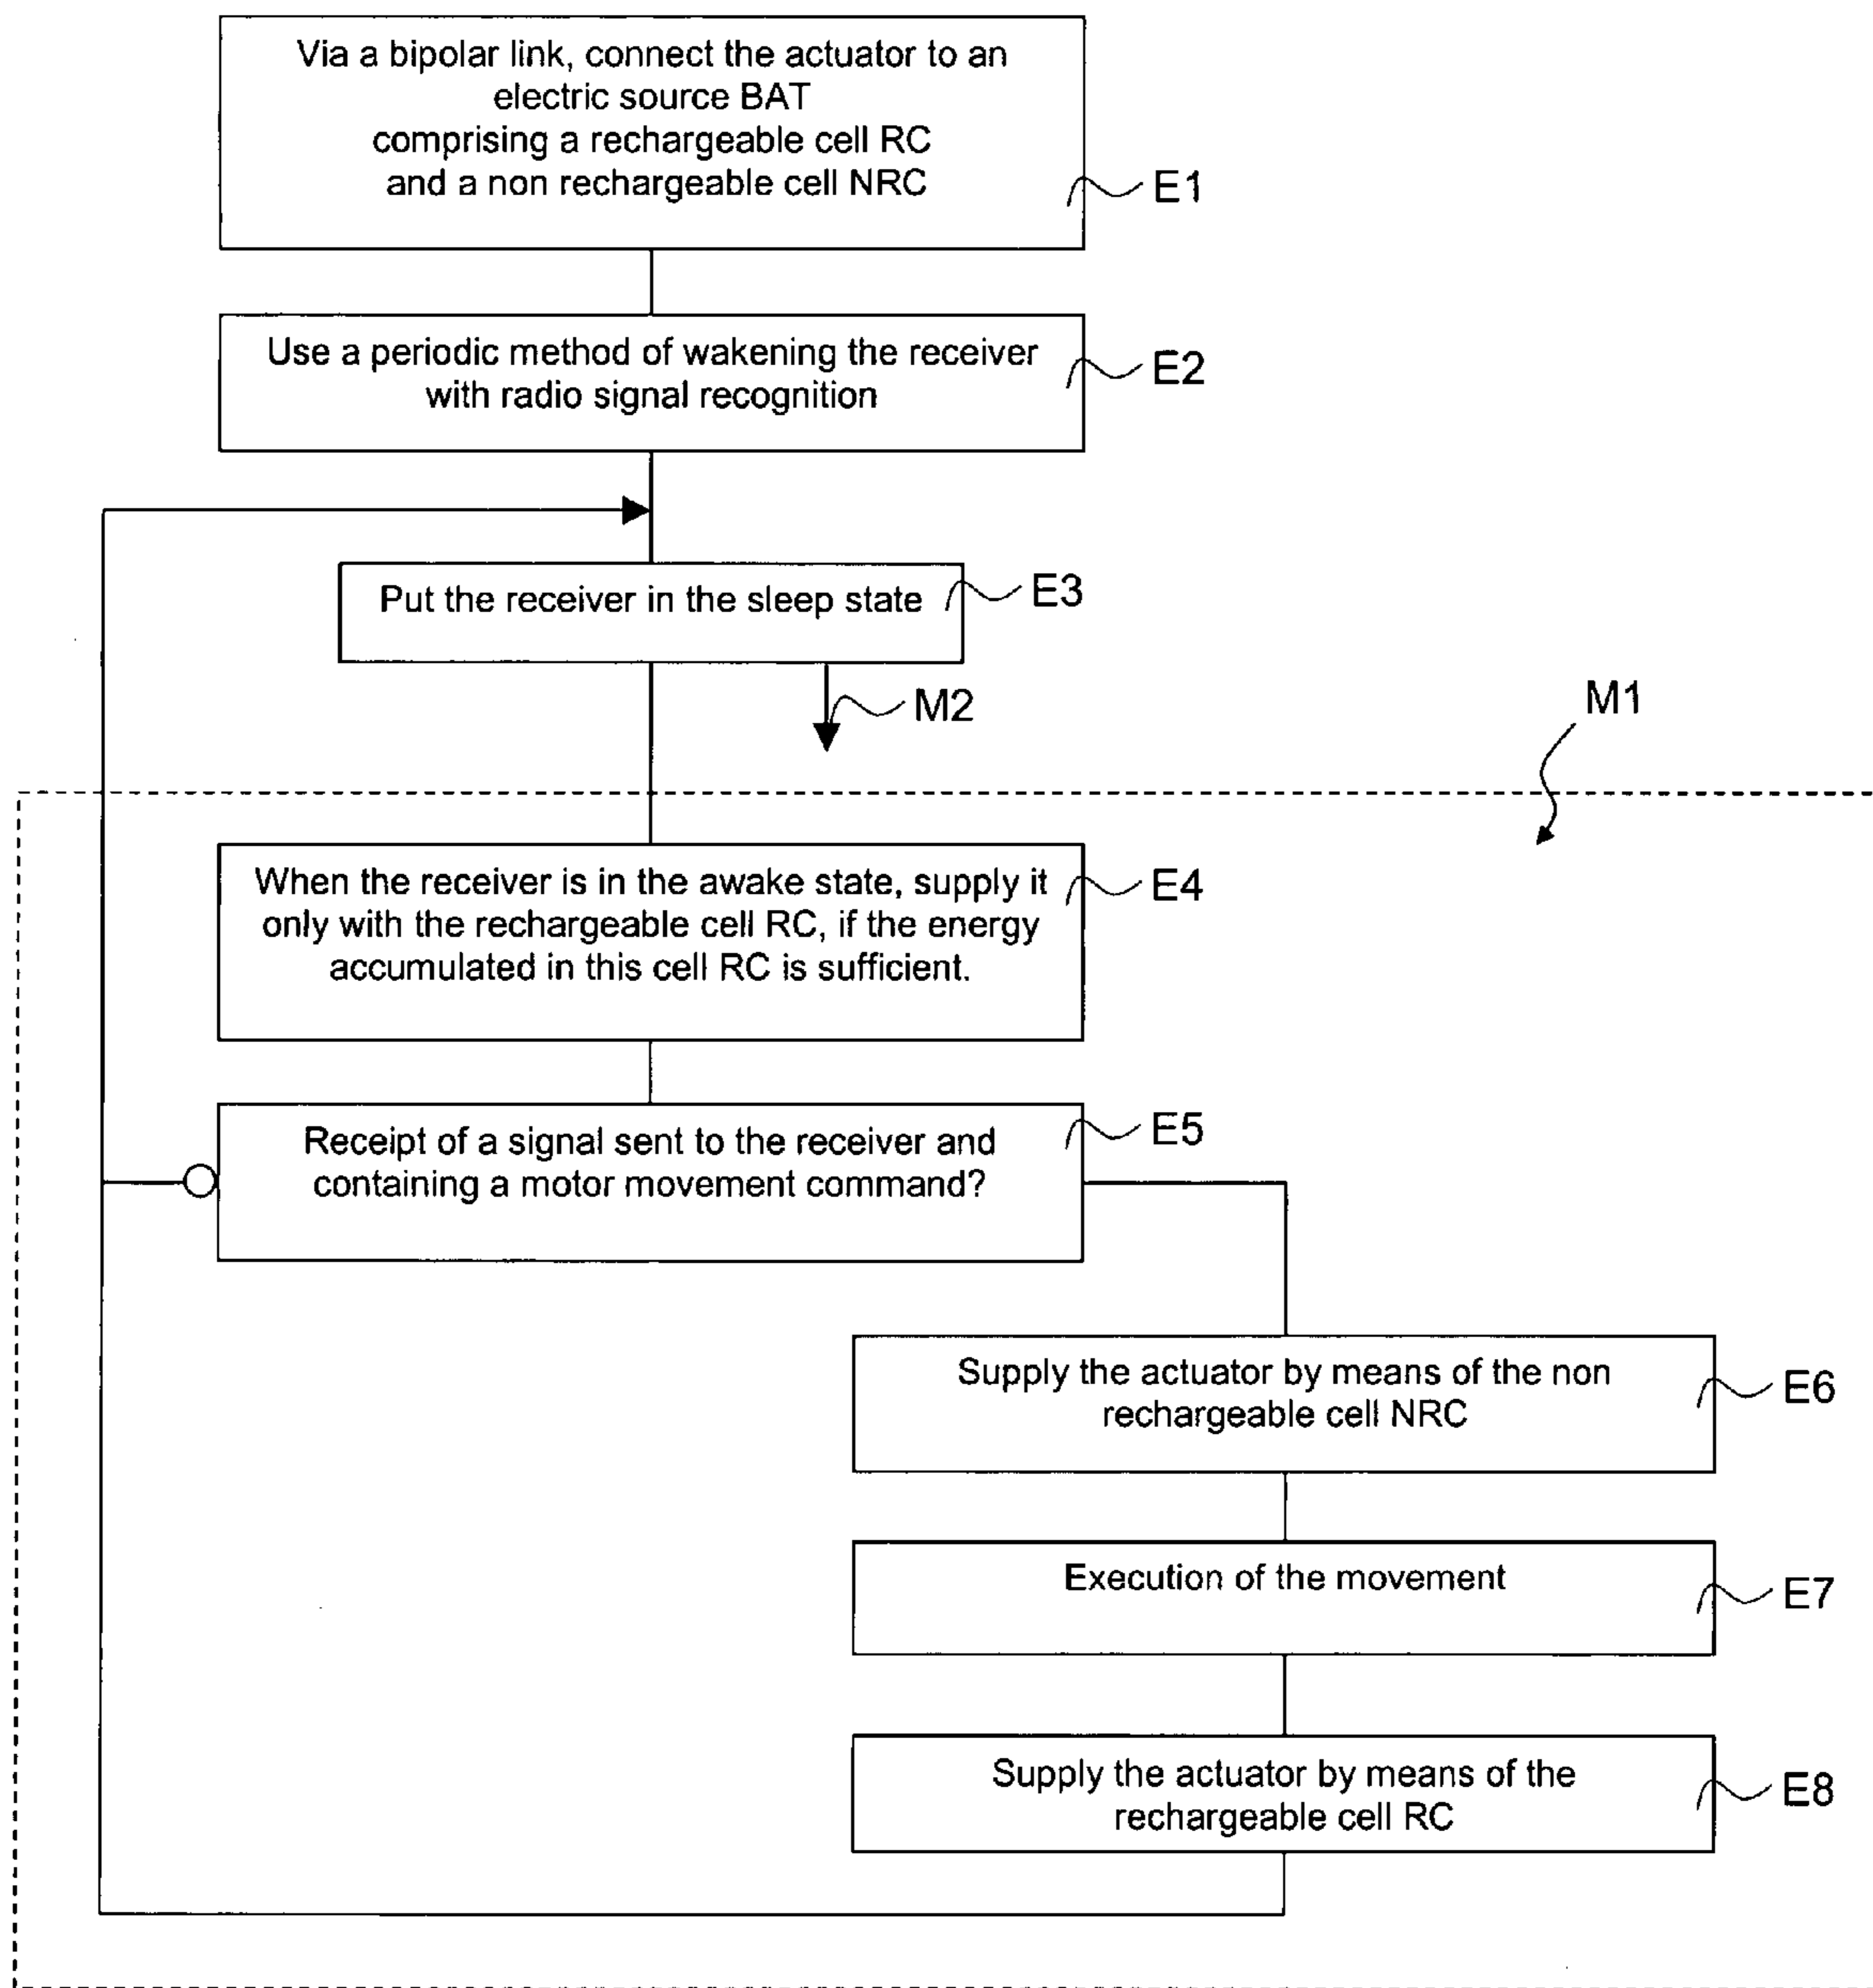 Via a bipolar link, connect the actuator to an
electric source BAT
comprising a rechargeable cell RC
and a non rechargeable cell NRC
E1
Use a periodic method of wakening the receiver
with radio signal recognition
E2
Put the receiver in the sleep state
E3
M2
M1
When the receiver is in the awake state, supply it
only with the rechargeable cell RC, if the energy
accumulated in this cell RC is sufficient.
E4
Receipt of a signal sent to the receiver and
containing a motor movement command?
E5
Supply the actuator by means of the non
rechargeable cell NRC
E6
Execution of the movement
E7
Supply the actuator by means of the
rechargeable cell RC
E8